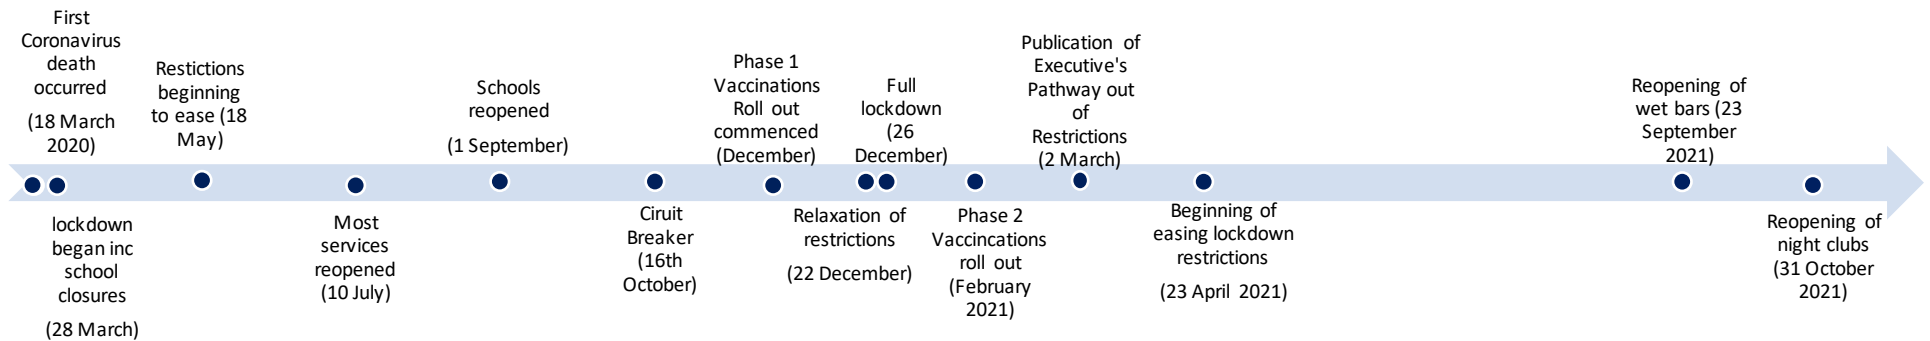 First
Coronavirus
death
occurred
(18 March
2020)
lockdown
began inc
school
closures
(28 March)
Restictions
beginning
to ease (18
May)
Most
services
reopened
(10 July)
Schools
reopened
(1 September)
Ciruit
Breaker
(16th
October)
Phase 1
Vaccinations
Roll out
commenced
(December)
Relaxation of
restrictions
(22 December)
Full
lockdown
(26
December)
Phase 2
Vaccincations
roll out
(February
2021)
Publication of
Executive's
Pathway out
of
Restrictions
(2 March)
Beginning of
easing lockdown
restrictions
(23 April 2021)
Reopening of
wet bars (23
September
2021)
Reopening of
night clubs
(31 October
2021)